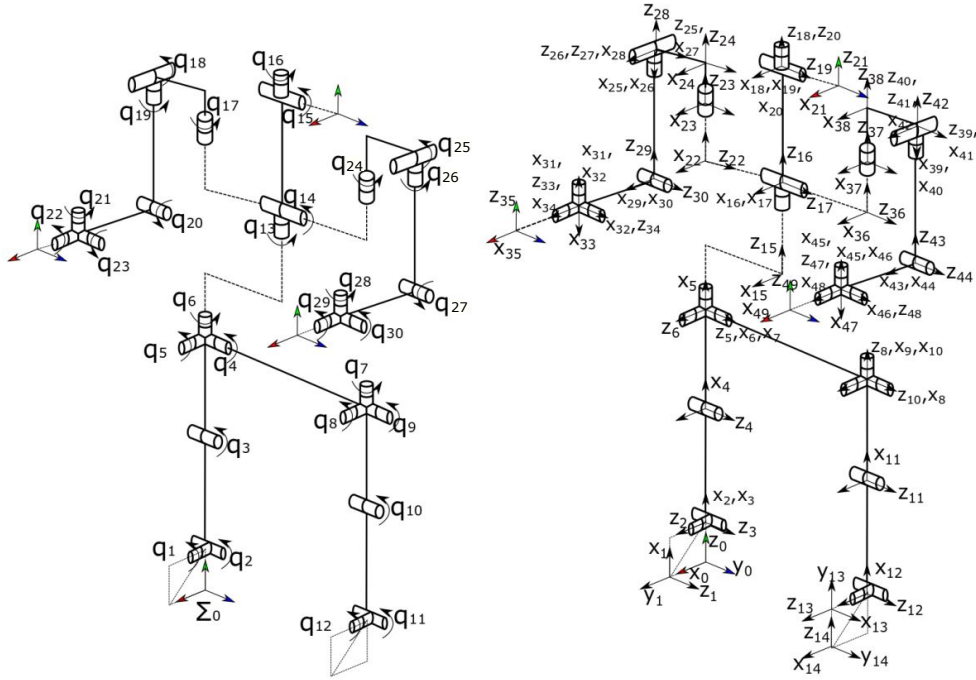 q18
q16
q17
q15
q19
q25
q24
q26
q14
q21
q22
q20
q13
q23
q28
q6
q29
q27
q5
q30
q4
q7
q8
q9
q3
q10
q1
q2
Σ0
q11
q12
z28
z25,
z18,z20
z24
z26,z27,x28
x27
z19
z21
z38
z40,
x25,x26
x24
z23
x18,x19,
x20
x21
z41,
z42
x38
z39,
x41
x23
z37
x31,
x31,
x32
z29
x22
z22
z16
x39,
x40
z33,
x34
z30
x37
z35
x29,x30
x16,x17
z17
z36
x32,z34
x36
x35
x33
z15
x45,
z43
x45,x46
z47,
z44
x5
z49
x48
x15
x43,x44
x49
x46,z48
x47
z6
z5,x6,x7
z8,x9,x10
x4
z10,x8
z4
x11
z11
x2,x3
z2
z3
x1
z0
x0
y0
y1
z1
x12
y13
z13
z12
z14
x13
x14
y14